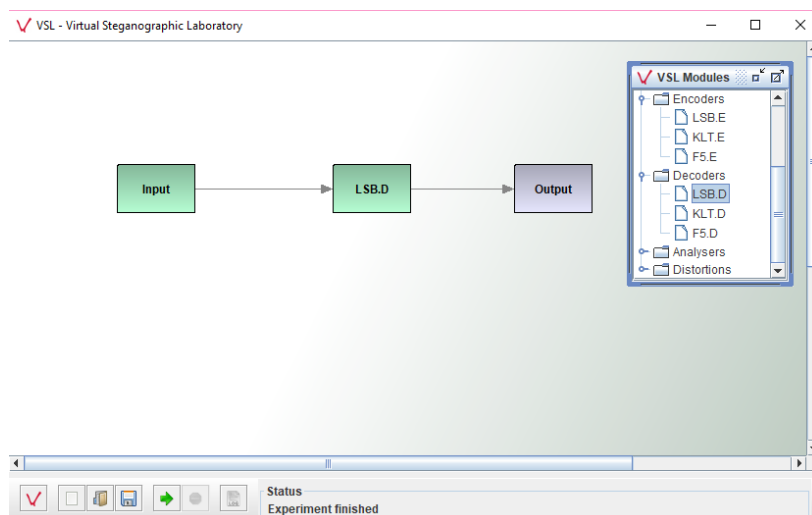 VSL - Virtual Steganographic Laboratory
VSL Modules
Encoders
LSB.E
KLT.E
F5.E
Decoders
LSB.D
KLT.D
F5.D
Analysers
Distortions
Input
LSB.D
Output
Status
Experiment finished